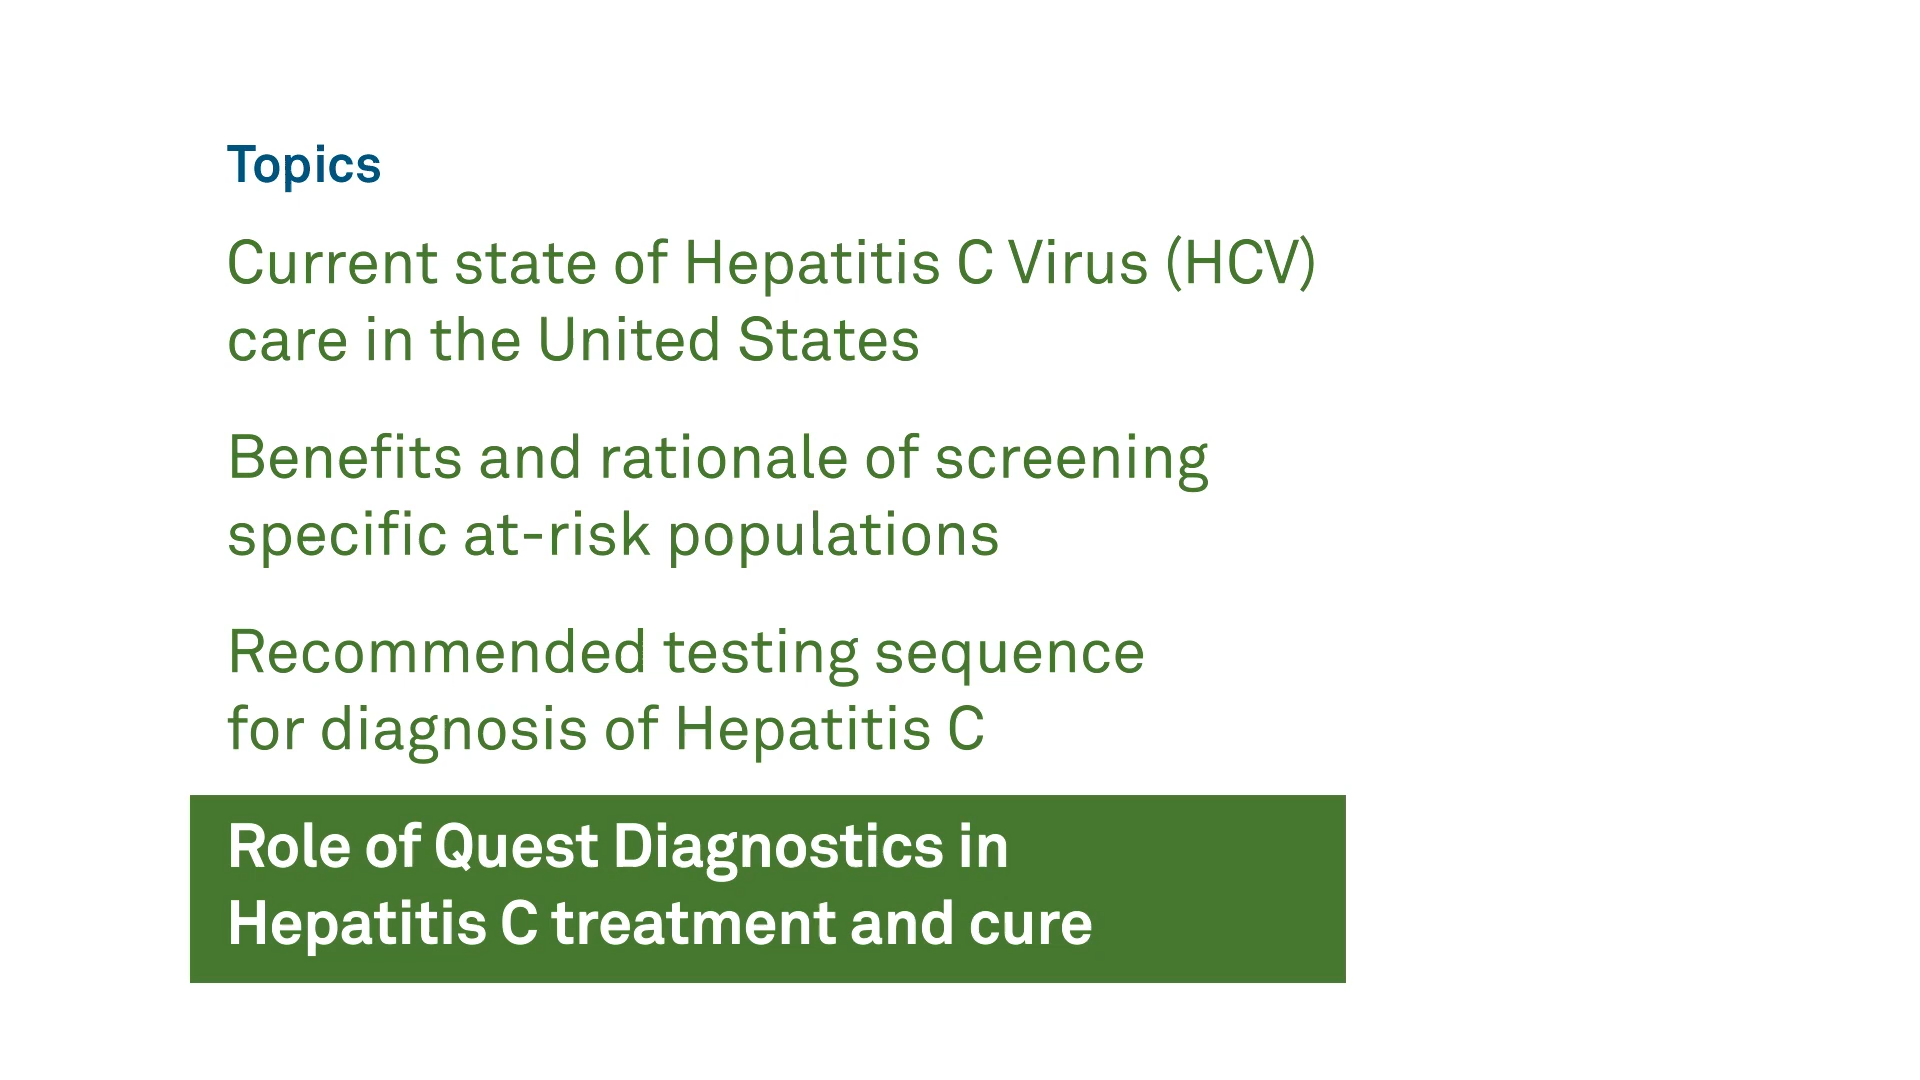 Topics
Current state of Hepatitis C Virus (HCV)
care in the United States
Benefits and rationale of screening
specific at-risk populations
Recommended testing sequence
for diagnosis of Hepatitis C
Role of Quest Diagnostics in
Hepatitis C treatment and cure